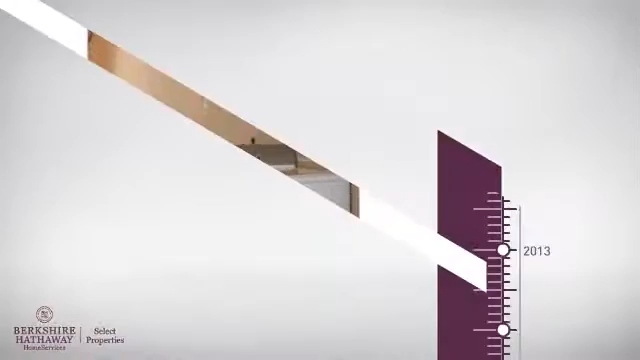 2013
BERKSHIRE
HATHAWAY
HomeServices
Select
Properties